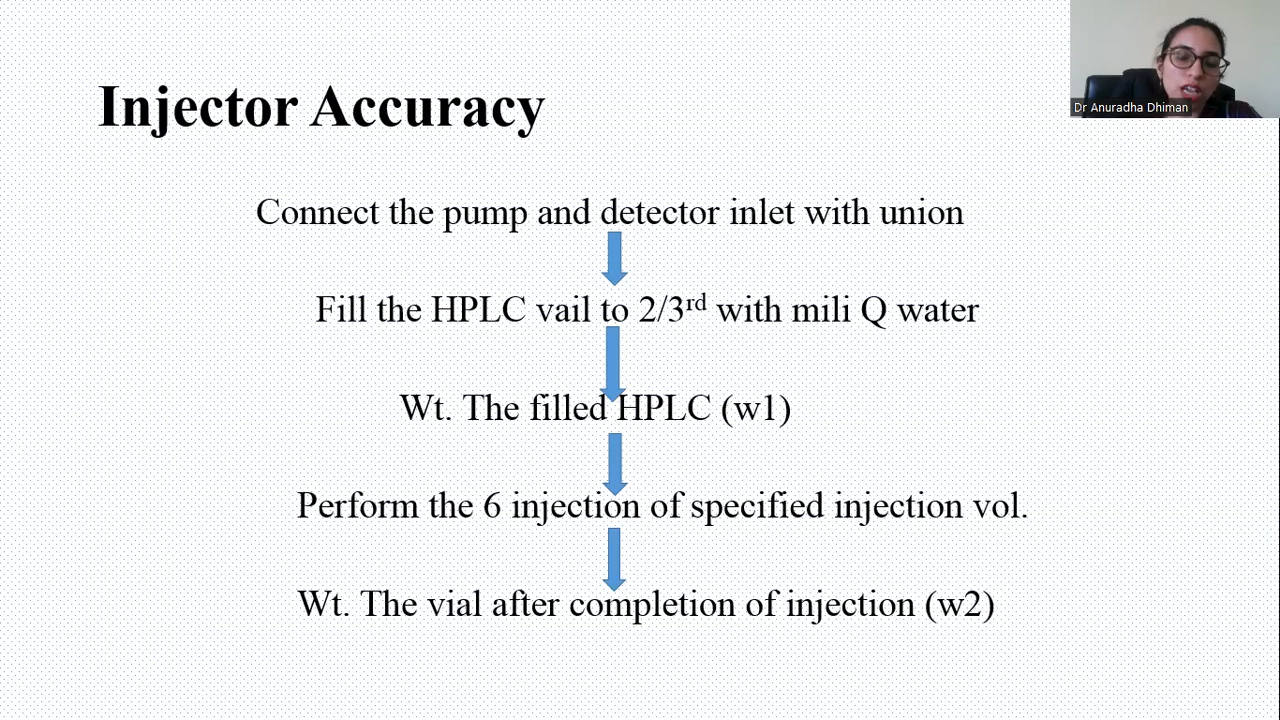 Injector Accuracy
Dr Anuradha Dhiman
Connect the pump and detector inlet with union
Fill the HPLC vail to 2/3rd with mili Q water
Wt. The filled HPLC (w1)
Perform the 6 injection of specified injection vol.
Wt. The vial after completion of injection (w2)